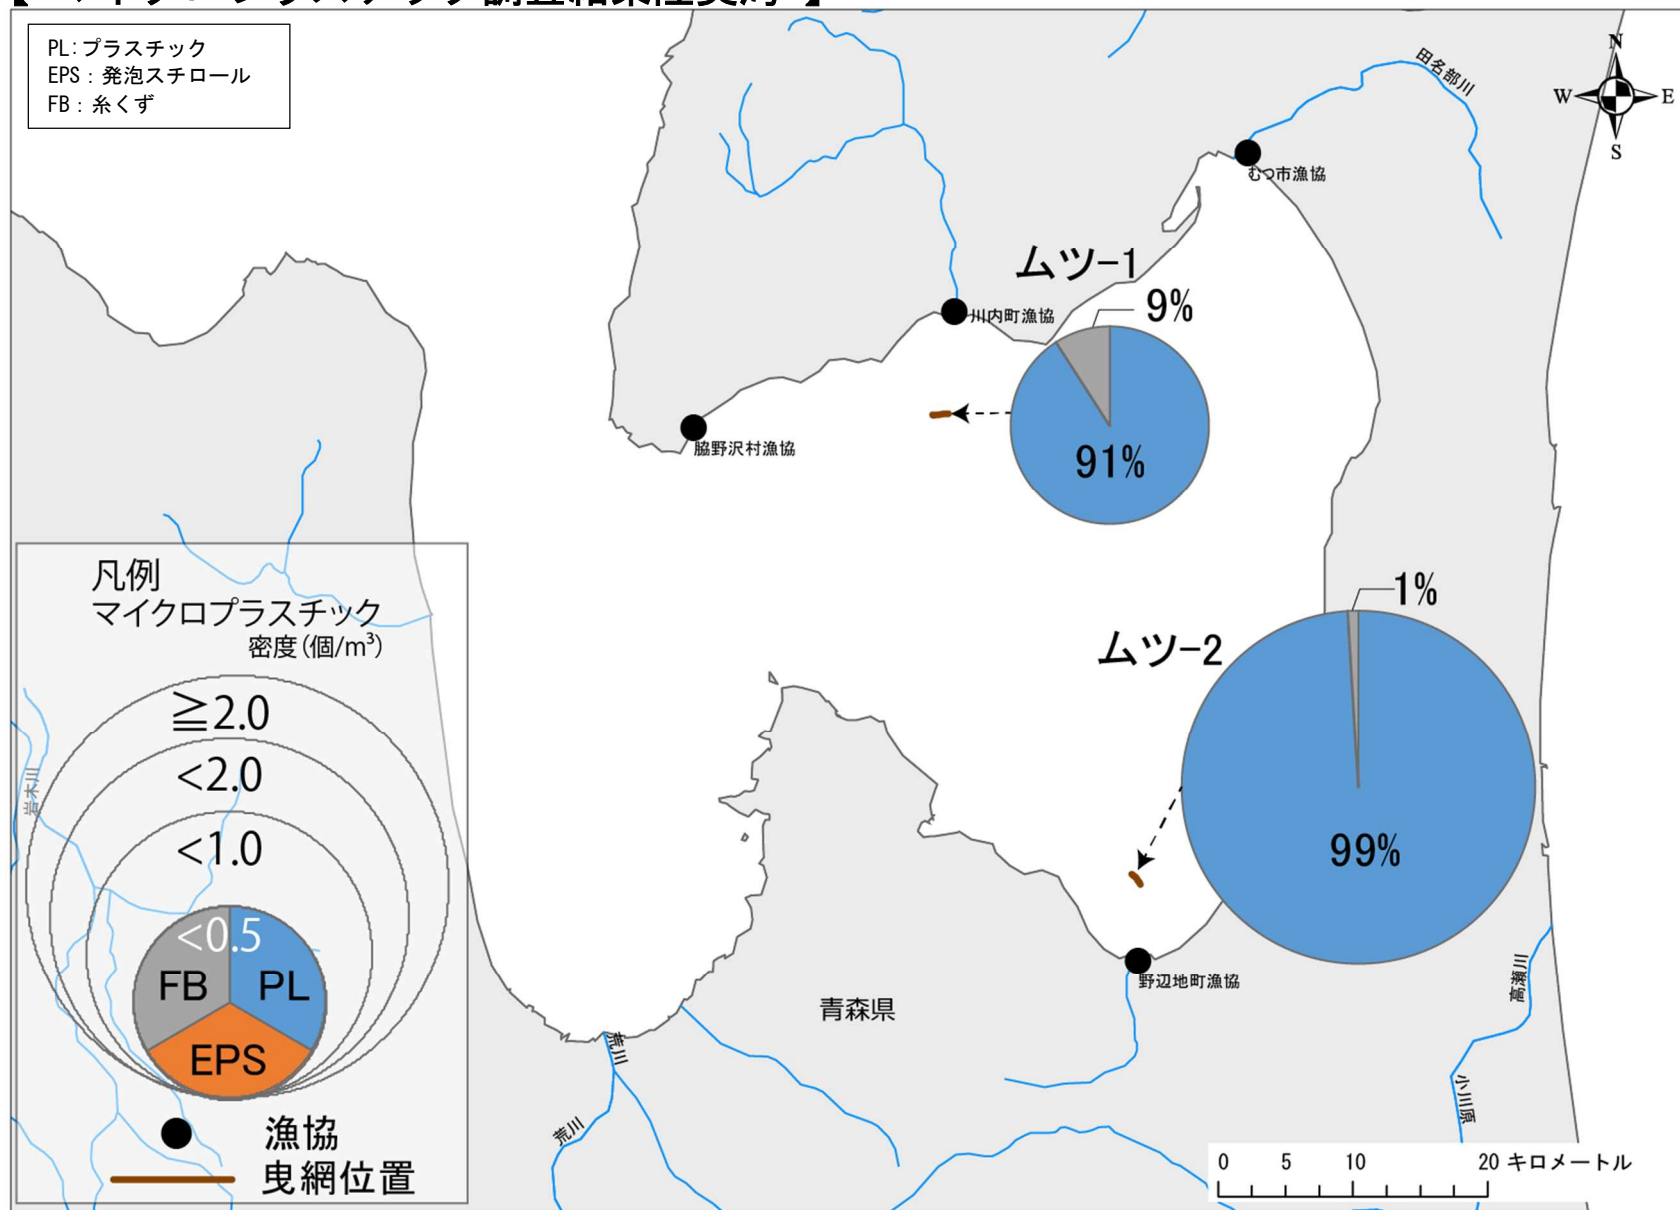 PL:プラスチック
EPS：発泡スチロール
FB：糸くず
N
W
E
S
田名部川
むつ市漁協
ムツ-1
9%
川内町漁協
91%
脇野沢村漁協
凡例
マイクロプラスチック
密度(個/m³)
≧2.0
<2.0
<1.0
<0.5
FB
PL
EPS
漁協
曳網位置
岩木川
1%
ムツ-2
99%
野辺地町漁協
青森県
高瀬川
小川原
荒川
荒川
0 5 10 20 キロメートル